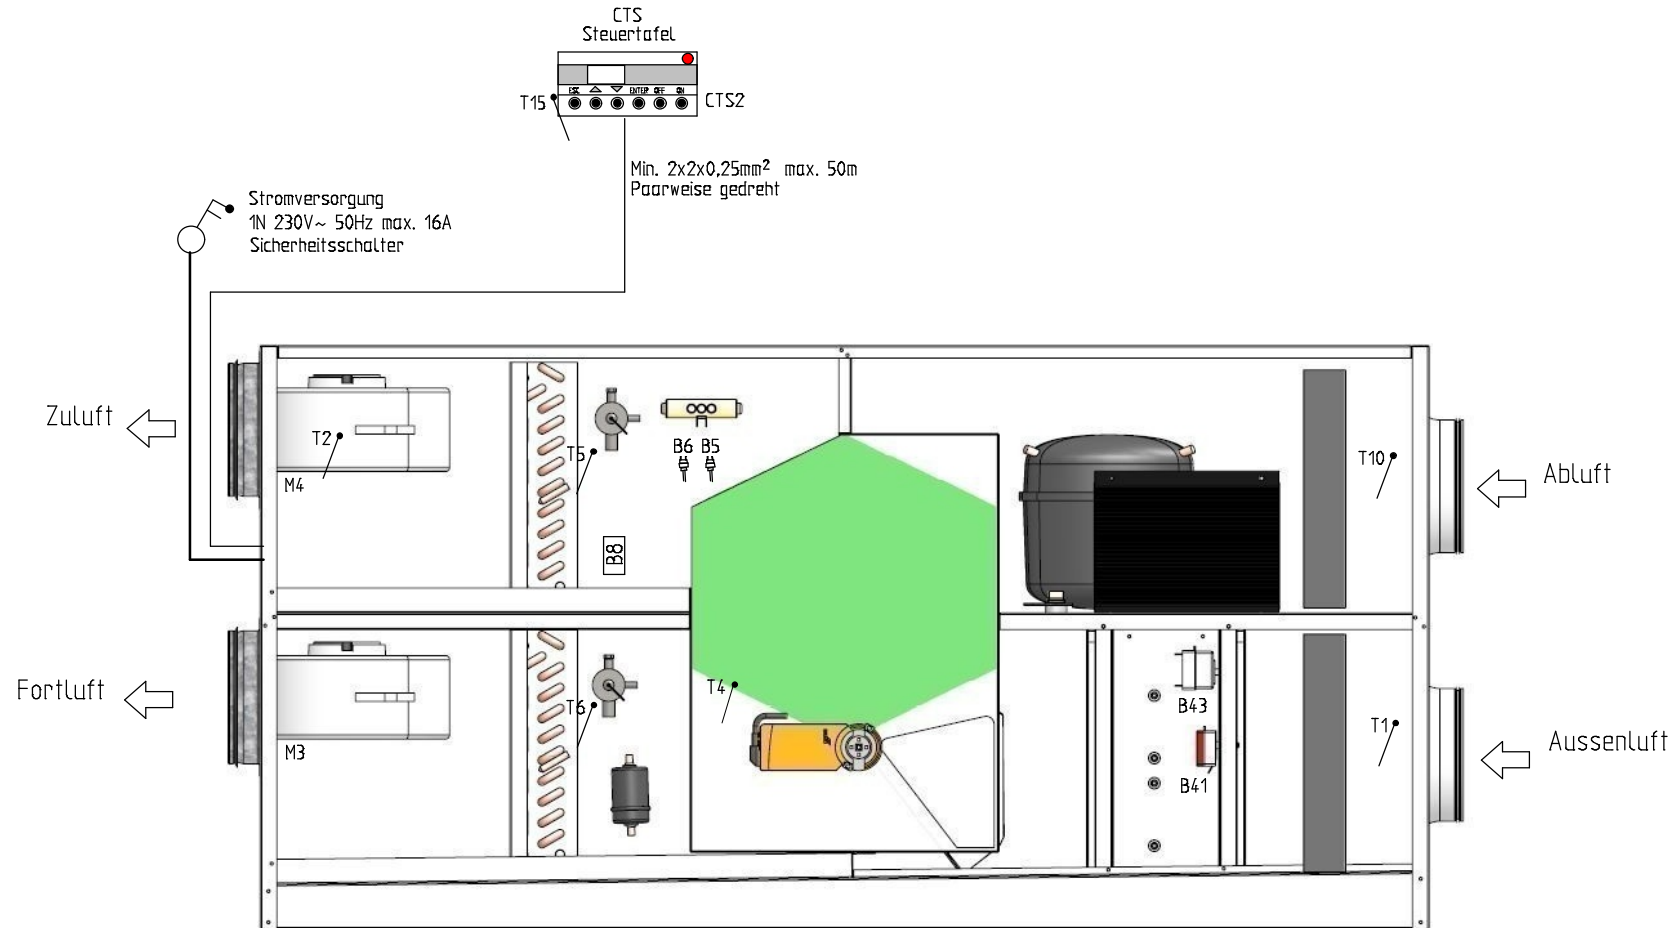 CTS
Steuertafel
ESC ENTER OFF ON
T15
CTS2
Min. 2x2x0,25mm² max. 50m
Paarweise gedreht
Stromversorgung
1N 230V~ 50Hz max. 16A
Sicherheitsschalter
Zuluft
T2
M4
T5
B6 B5
B8
T10
Abluft
Fortluft
M3
T6
T4
B43
B41
T1
Aussenluft